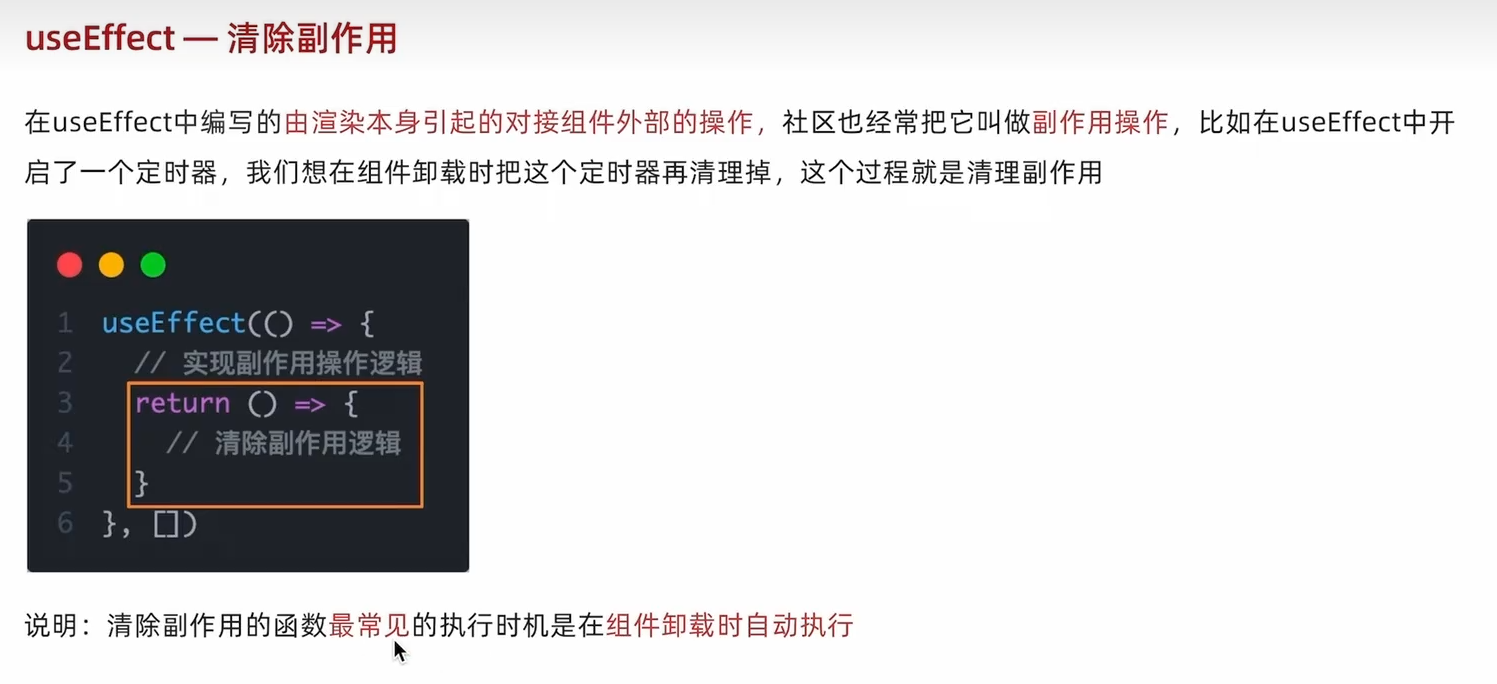 useEffect — 清除副作用
在useEffect中编写的由渲染本身引起的对接组件外部的操作，社区也经常把它叫做副作用操作，比如在useEffect中开
启了一个定时器，我们想在组件卸载时把这个定时器再清理掉，这个过程就是清理副作用
1 useEffect(() => {
2   // 实现副作用操作逻辑
3   return () => {
4     // 清除副作用逻辑
5   }
6 }, [])
说明：清除副作用的函数最常见的执行时机是在组件卸载时自动执行